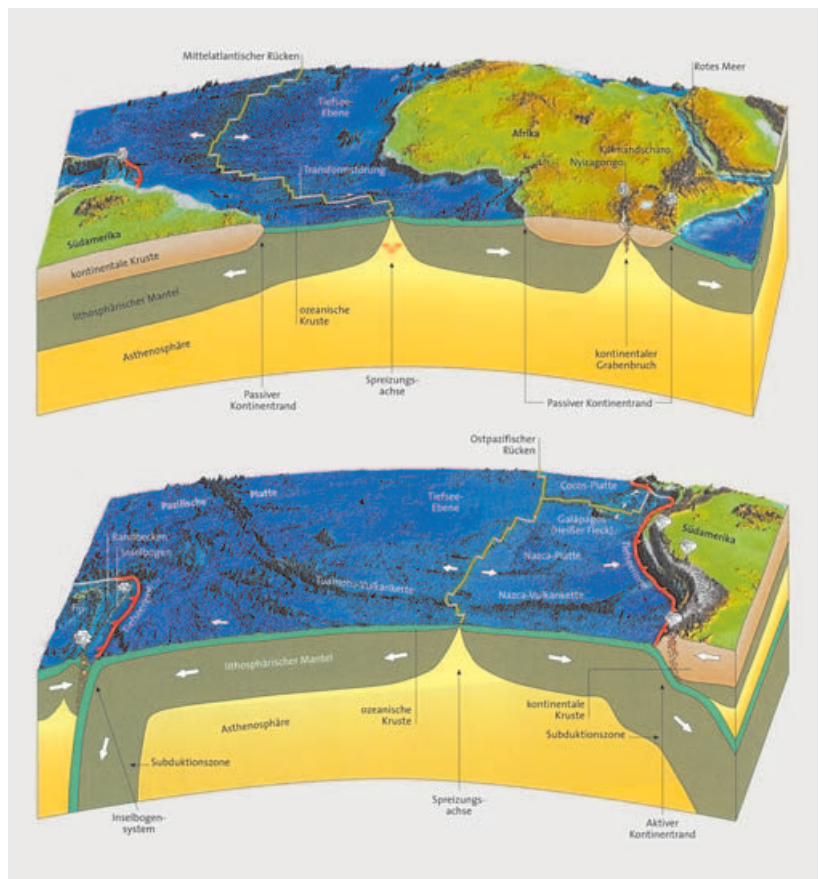 Mittelatlantischer Rücken
Rotes Meer
Tiefsee-
Ebene
Afrika
Kilimandscharo
Nyiragongo
Transformstörung
Südamerika
kontinentale Kruste
lithosphärischer Mantel
ozeanische
Kruste
Asthenosphäre
kontinentaler
Grabenbruch
Passiver
Kontinentrand
Spreizungs-
achse
Passiver Kontinentrand
Ostpazifischer
Rücken
Cocos-Platte
Pazifische
Platte
Tiefsee-
Ebene
Galápagos
(Heißer Fleck)
Südamerika
Randbecken
Inselbogen
Nazca-Platte
Tiefseerinne
Tuamotu-Vulkankette
Nazca-Vulkankette
Fiji
Tiefseerinne
lithosphärischer Mantel
ozeanische
Kruste
kontinentale
Kruste
Asthenosphäre
Subduktionszone
Subduktionszone
Spreizungs-
achse
Inselbogen-
system
Aktiver
Kontinentrand